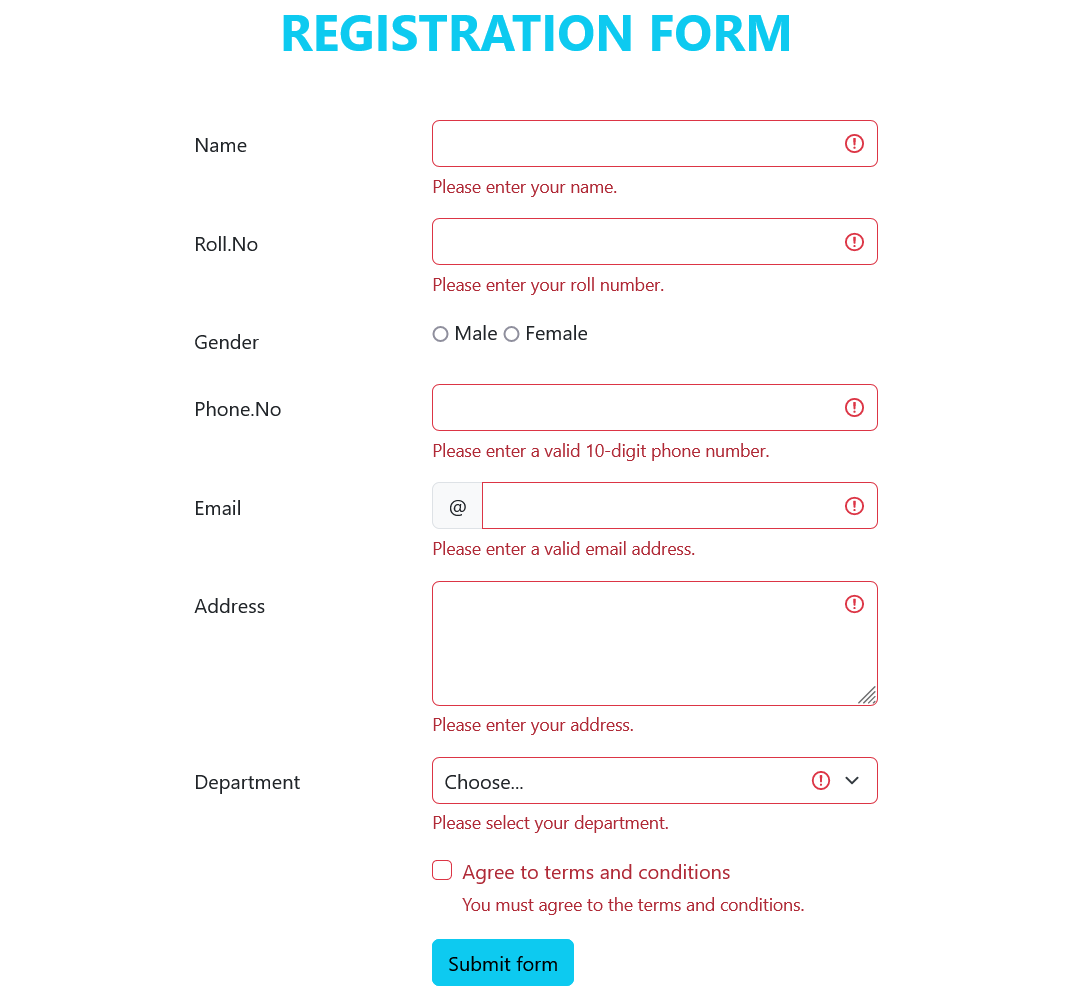 REGISTRATION FORM
Name
Please enter your name.
Roll.No
Please enter your roll number.
Gender Male Female
Phone.No
Please enter a valid 10-digit phone number.
Email @
Please enter a valid email address.
Address
Please enter your address.
Department Choose...
Please select your department.
Agree to terms and conditions
You must agree to the terms and conditions.
Submit form